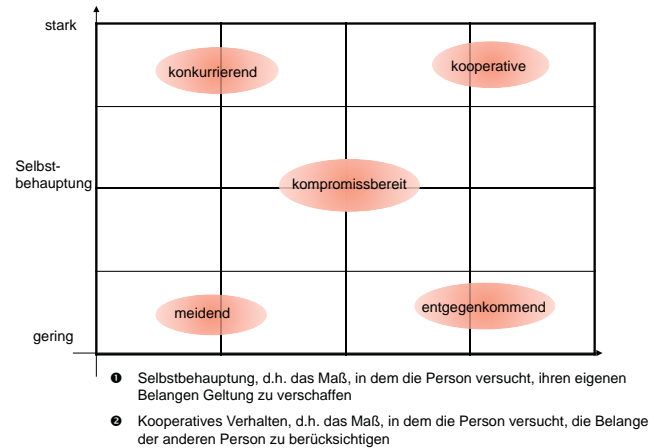 stark
konkurrierend
kooperative
Selbst-
behauptung
kompromissbereit
meidend
entgegenkommend
gering
❶ Selbstbehauptung, d.h. das Maß, in dem die Person versucht, ihren eigenen
Belangen Geltung zu verschaffen
❷ Kooperatives Verhalten, d.h. das Maß, in dem die Person versucht, die Belange
der anderen Person zu berücksichtigen